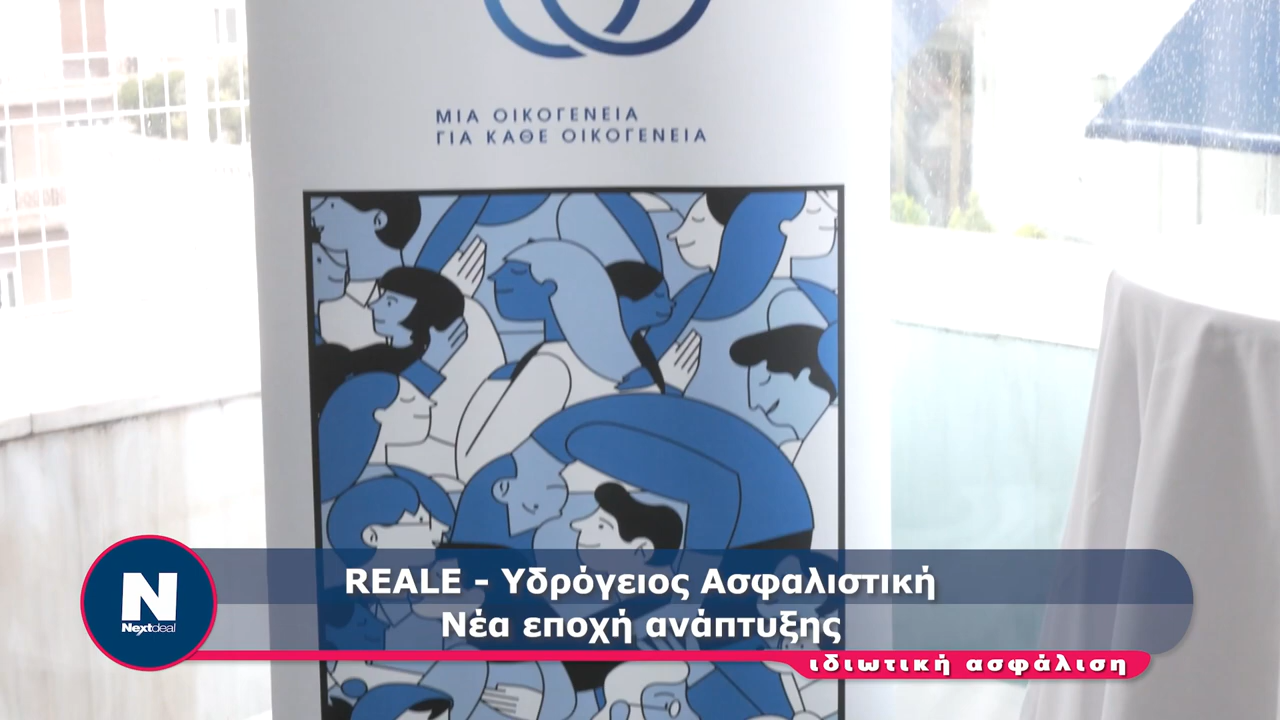 ΜΙΑ ΟΙΚΟΓΕΝΕΙΑ
ΓΙΑ ΚΑΘΕ ΟΙΚΟΓΕΝΕΙΑ
REALE - Υδρόγειος Ασφαλιστική
Νέα εποχή ανάπτυξης
N
Nextdeal
ιδιωτική ασφάλιση